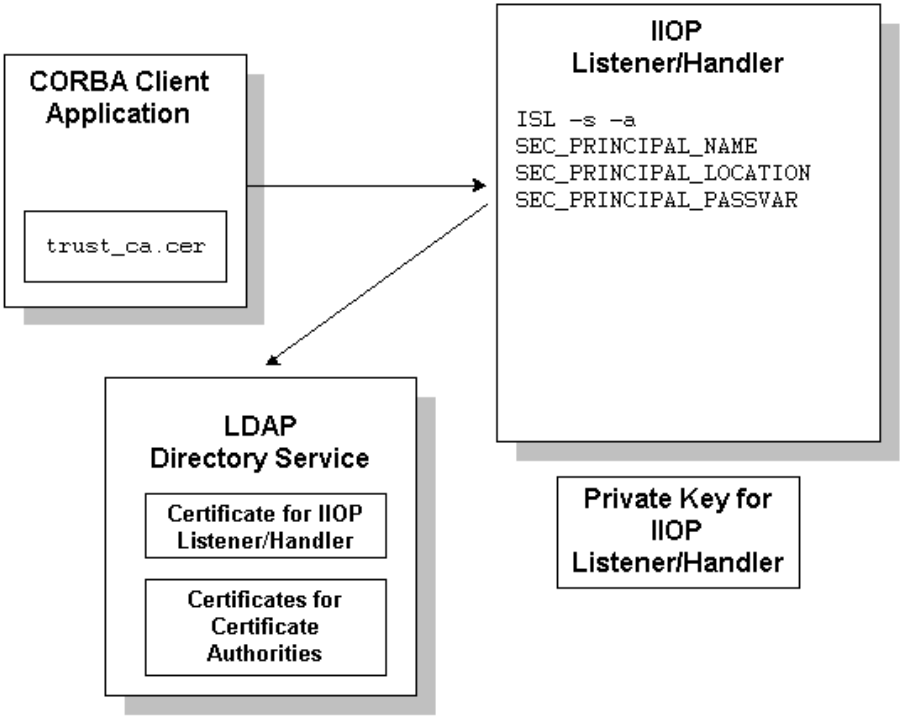 CORBA Client
Application
trust_ca.cer
IIOP
Listener/Handler
ISL –s –a
SEC_PRINCIPAL_NAME
SEC_PRINCIPAL_LOCATION
SEC_PRINCIPAL_PASSVAR
LDAP
Directory Service
Certificate for IIOP
Listener/Handler
Certificates for
Certificate
Authorities
Private Key for
IIOP
Listener/Handler